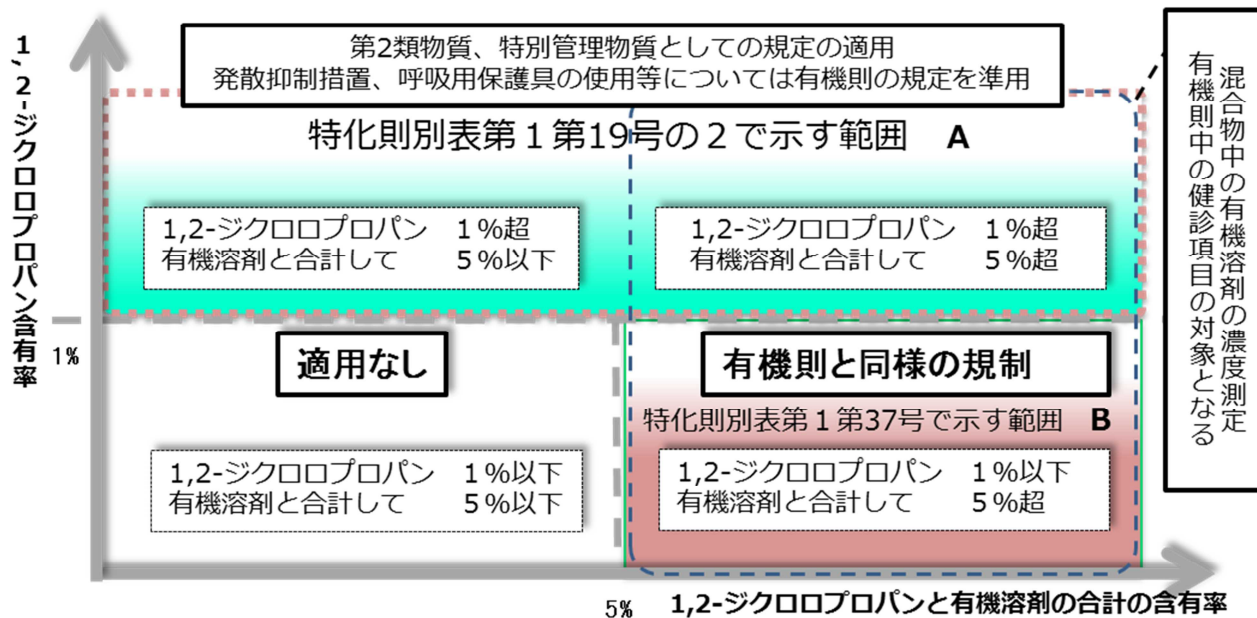 1,2-ジクロロプロパン含有率
第2類物質、特別管理物質としての規定の適用
発散抑制措置、呼吸用保護具の使用等については有機則の規定を準用
混合物中の有機溶剤の濃度測定
有機則中の健診項目の対象となる
特化則別表第1第19号の2で示す範囲 A
1,2-ジクロロプロパン 1%超
有機溶剤と合計して 5%以下
1,2-ジクロロプロパン 1%超
有機溶剤と合計して 5%超
1%
適用なし
有機則と同様の規制
特化則別表第1第37号で示す範囲 B
1,2-ジクロロプロパン 1%以下
有機溶剤と合計して 5%以下
1,2-ジクロロプロパン 1%以下
有機溶剤と合計して 5%超
5%
1,2-ジクロロプロパンと有機溶剤の合計の含有率